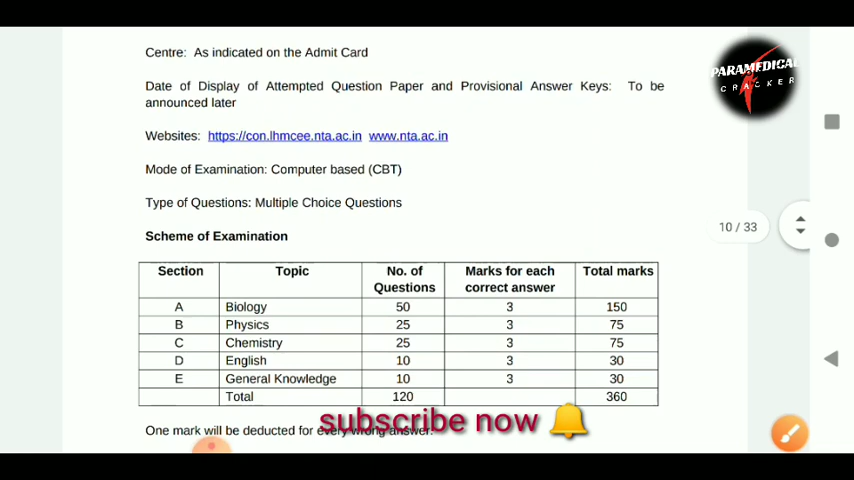 Centre: As indicated on the Admit Card
Date of Display of Attempted Question Paper and Provisional Answer Keys: To be
announced later
Websites: https://con.lhmcee.nta.ac.in www.nta.ac.in
Mode of Examination: Computer based (CBT)
Type of Questions: Multiple Choice Questions
Scheme of Examination
Section Topic No. of Questions Marks for each correct answer Total marks
A Biology 50 3 150
B Physics 25 3 75
C Chemistry 25 3 75
D English 10 3 30
E General Knowledge 10 3 30
Total 120 360
One mark will be deducted for every wrong answer.
subscribe now
PARAMEDICAL
CRACKER
10 / 33